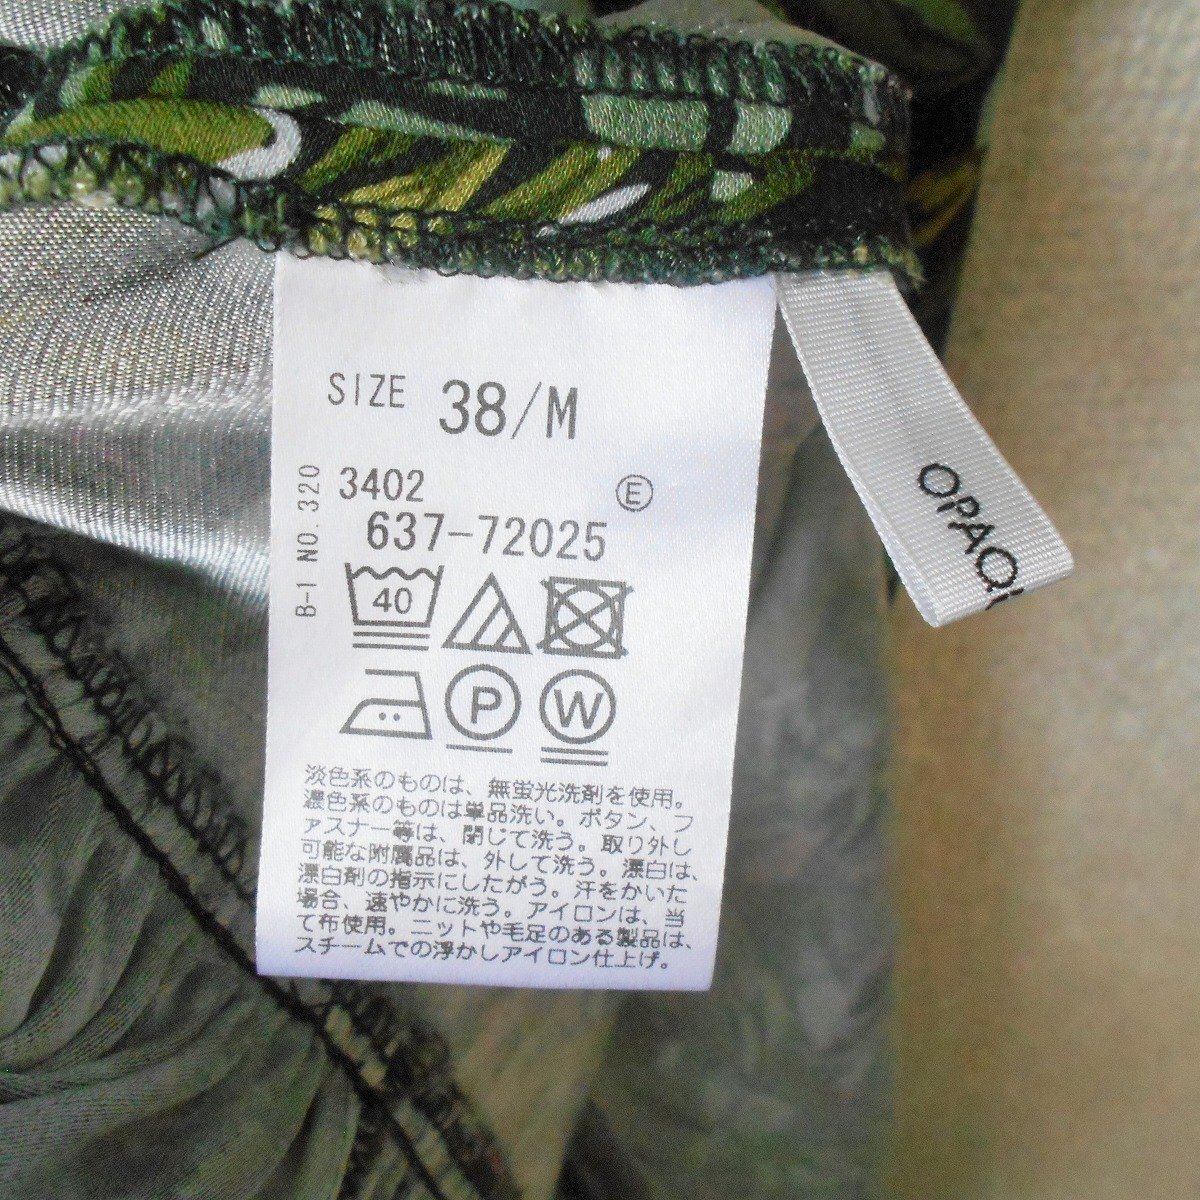 SIZE 38/M
B-1 NO. 320
3402 E
637-72025
40
P W
淡色系のものは、無蛍光洗剤を使用。
濃色系のものは単品洗い。ボタン、フ
ァスナー等は、閉じて洗う。取り外し
可能な附属品は、外して洗う。漂白は、
漂白剤の指示にしたがう。汗をかいた
場合、速やかに洗う。アイロンは、当
て布使用。ニットや毛足のある製品は、
スチームでの浮かしアイロン仕上げ。
OPAQU